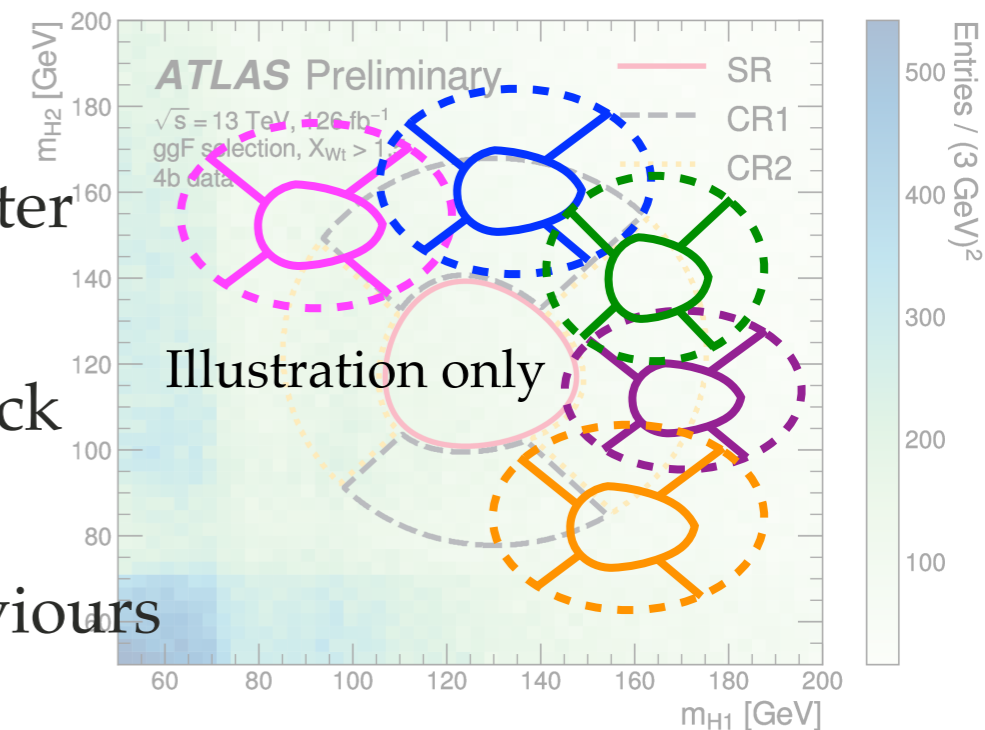 200
m_H2 [GeV]
ATLAS Preliminary
SR
180
√s = 13 TeV, 126 fb⁻¹
CR1
ggF selection, X_Wt > 1.
4b data
CR2
160
ter
140
120
Illustration only
ck
100
80
viours
60
60 80 100 120 140 160 180 200
m_H1 [GeV]
500
400
300
200
100
Entries / (3 GeV)²